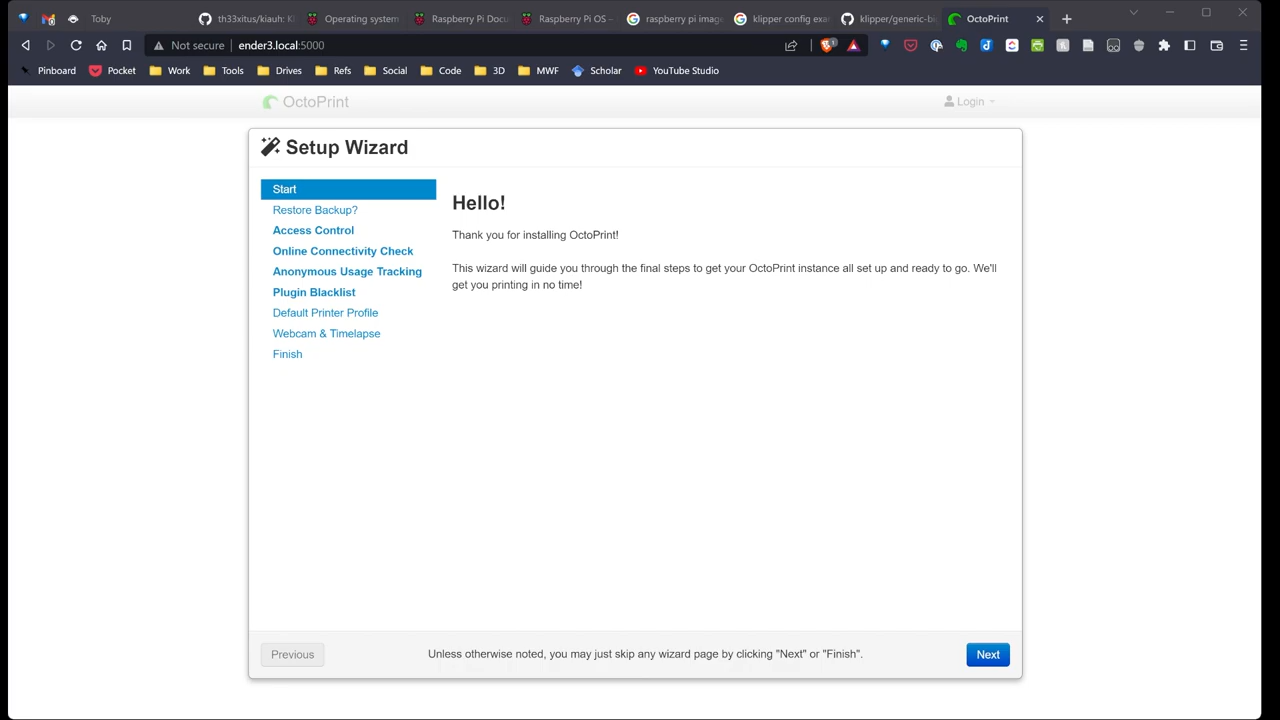 Toby
th33xitus/kiauh: Kl
Operating system
Raspberry Pi Docu
Raspberry Pi OS –
raspberry pi image
klipper config exa
klipper/generic-bi
OctoPrint
Not secure
ender3.local:5000
Pinboard
Pocket
Work
Tools
Drives
Refs
Social
Code
3D
MWF
Scholar
YouTube Studio
OctoPrint
Login
Setup Wizard
Start
Restore Backup?
Access Control
Online Connectivity Check
Anonymous Usage Tracking
Plugin Blacklist
Default Printer Profile
Webcam & Timelapse
Finish
Hello!
Thank you for installing OctoPrint!
This wizard will guide you through the final steps to get your OctoPrint instance all set up and ready to go. We'll
get you printing in no time!
Previous
Unless otherwise noted, you may just skip any wizard page by clicking "Next" or "Finish".
Next